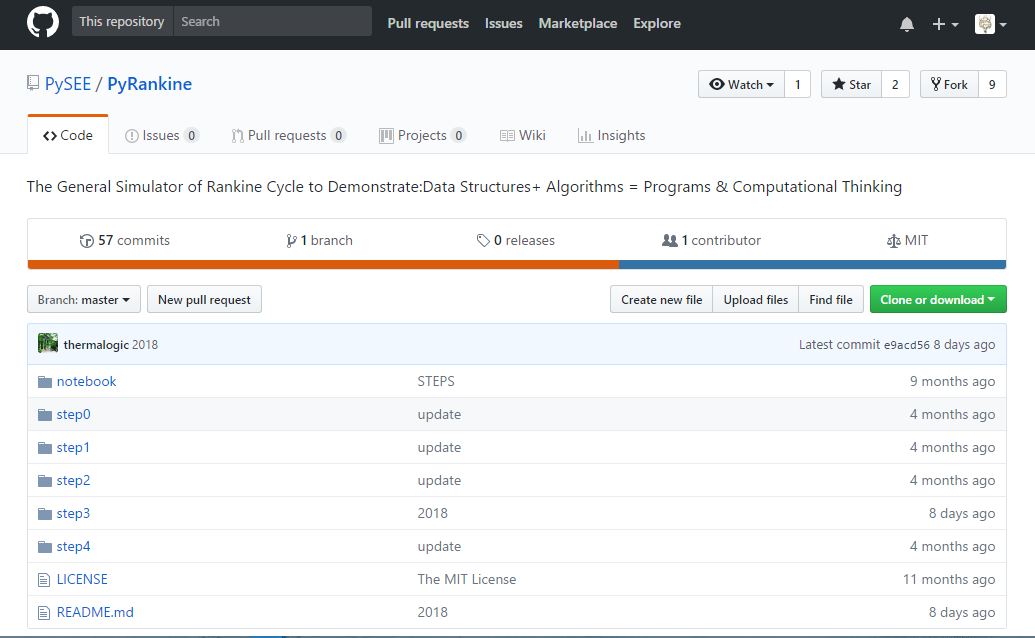 This repository Search Pull requests Issues Marketplace Explore
PySEE / PyRankine Watch 1 Star 2 Fork 9
Code Issues 0 Pull requests 0 Projects 0 Wiki Insights
The General Simulator of Rankine Cycle to Demonstrate:Data Structures+ Algorithms = Programs & Computational Thinking
57 commits 1 branch 0 releases 1 contributor MIT
Branch: master New pull request Create new file Upload files Find file Clone or download
thermalogic 2018 Latest commit e9acd56 8 days ago
notebook STEPS 9 months ago
step0 update 4 months ago
step1 update 4 months ago
step2 update 4 months ago
step3 2018 8 days ago
step4 update 4 months ago
LICENSE The MIT License 11 months ago
README.md 2018 8 days ago